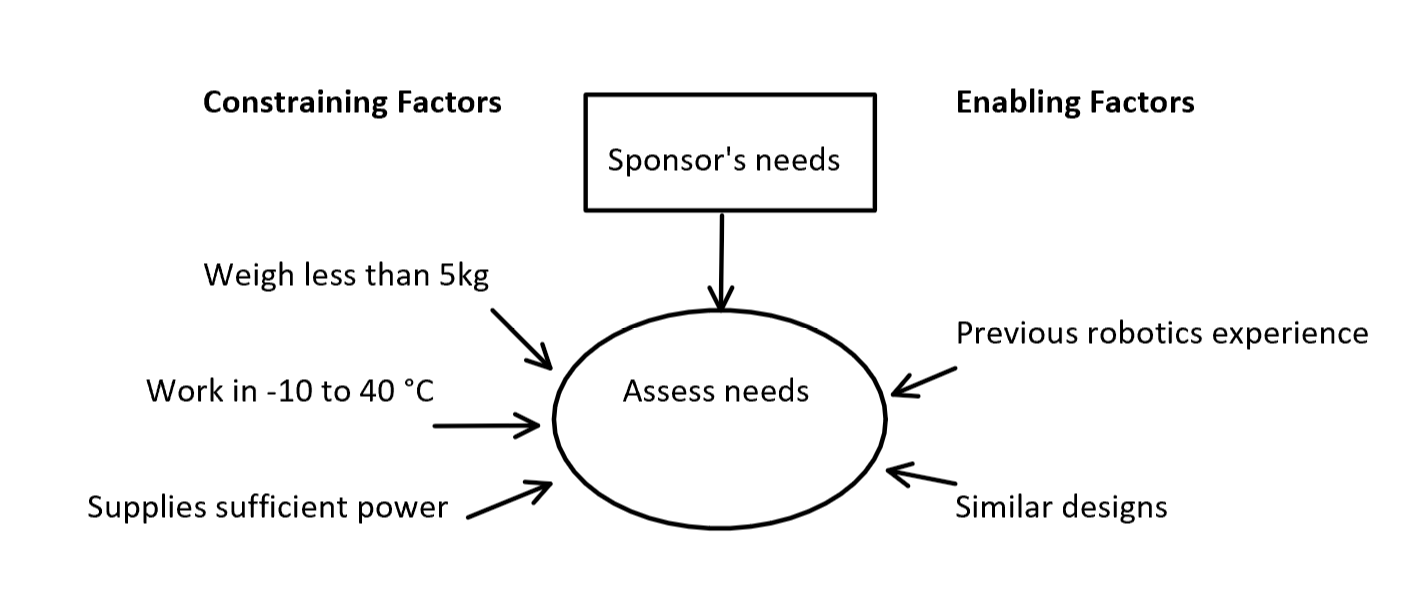 Constraining Factors
Enabling Factors
Sponsor's needs
Weigh less than 5kg
Previous robotics experience
Work in -10 to 40 °C
Assess needs
Supplies sufficient power
Similar designs